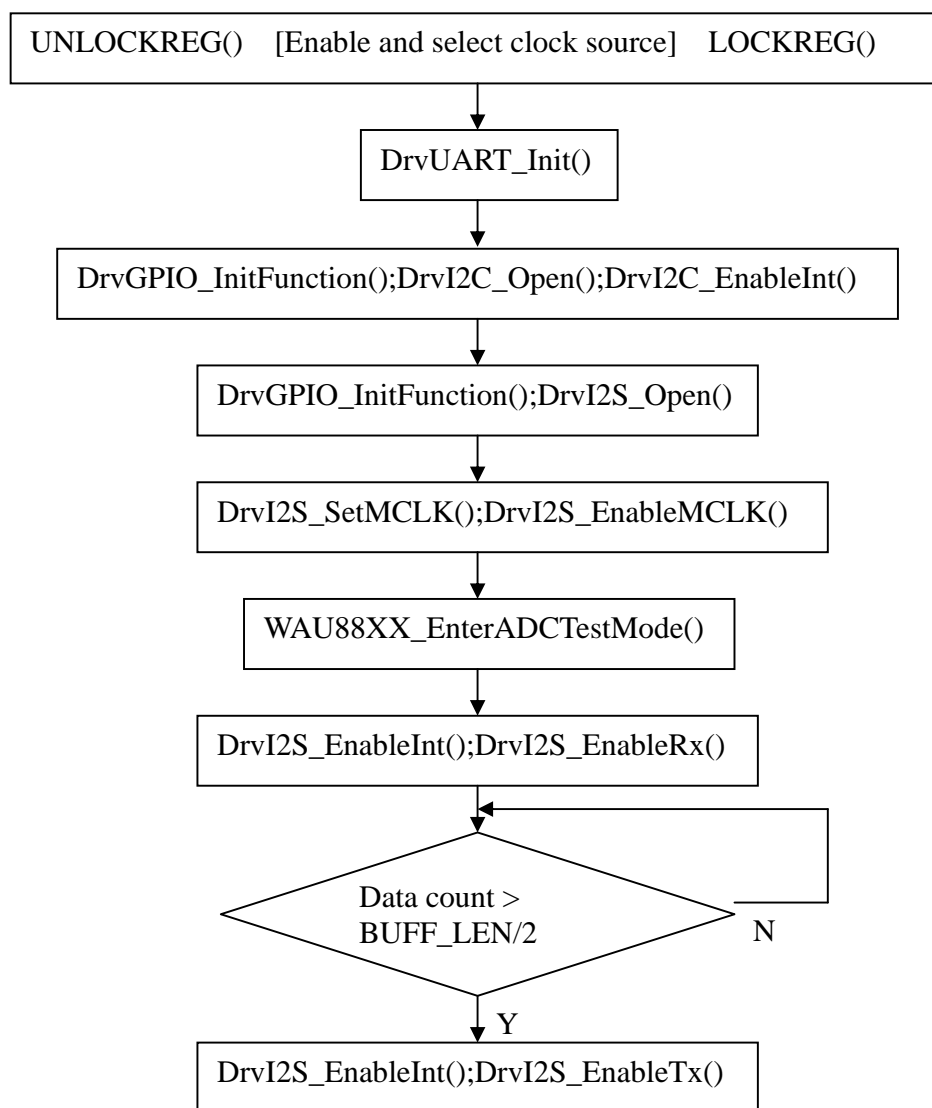 UNLOCKREG() [Enable and select clock source] LOCKREG()
DrvUART_Init()
DrvGPIO_InitFunction();DrvI2C_Open();DrvI2C_EnableInt()
DrvGPIO_InitFunction();DrvI2S_Open()
DrvI2S_SetMCLK();DrvI2S_EnableMCLK()
WAU88XX_EnterADCTestMode()
DrvI2S_EnableInt();DrvI2S_EnableRx()
Data count >
BUFF_LEN/2
N
Y
DrvI2S_EnableInt();DrvI2S_EnableTx()